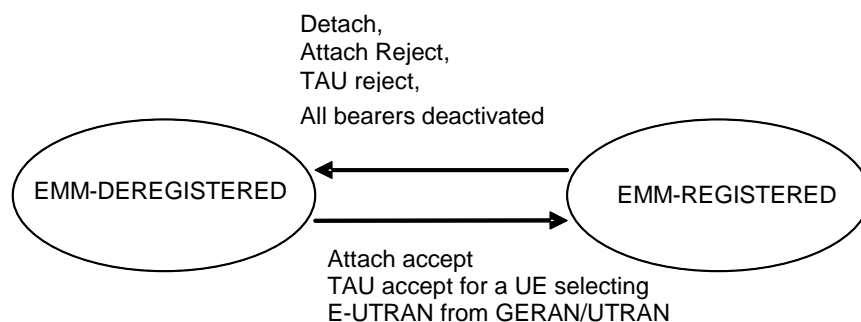 Detach,
Attach Reject,
TAU reject,
All bearers deactivated
EMM-DEREGISTERED
EMM-REGISTERED
Attach accept
TAU accept for a UE selecting
E-UTRAN from GERAN/UTRAN